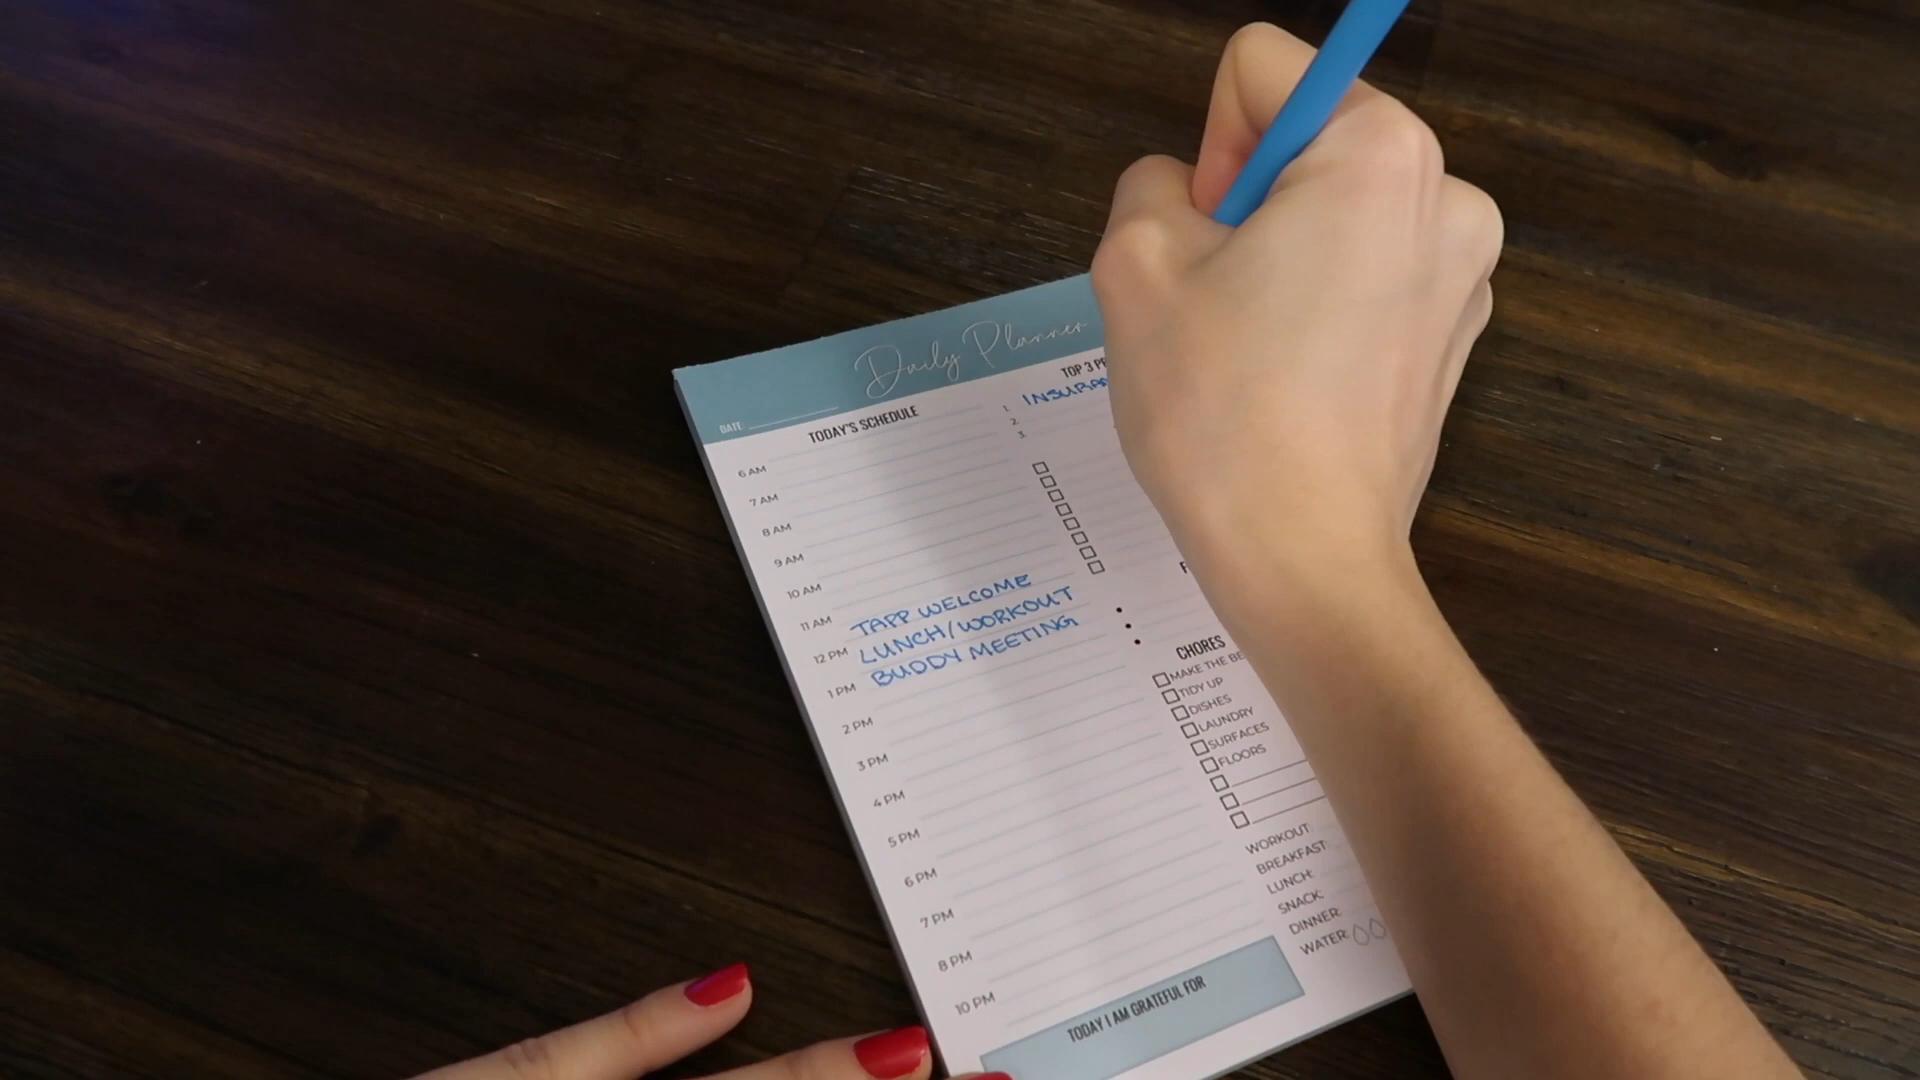 Daily Planner
DATE:
TODAY'S SCHEDULE
6 AM
7 AM
8 AM
9 AM
10 AM
11 AM TAPP WELCOME
12 PM LUNCH/WORKOUT
1 PM BUDDY MEETING
2 PM
3 PM
4 PM
5 PM
6 PM
7 PM
8 PM
10 PM
TODAY I AM GRATEFUL FOR
TOP 3
1.
2.
3.
CHORES
MAKE THE
TIDY UP
DISHES
LAUNDRY
SURFACES
FLOORS
WORKOUT:
BREAKFAST:
LUNCH:
SNACK:
DINNER:
WATER: